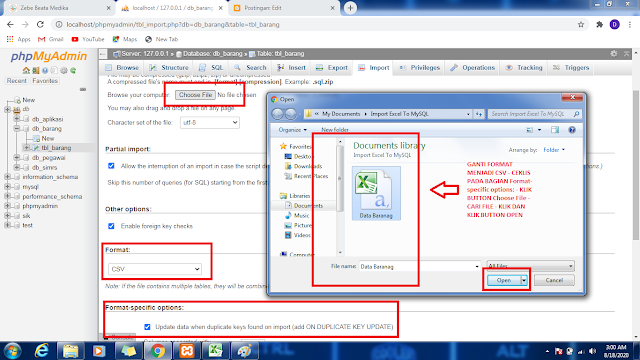 Zebe Beata Medika
localhost / 127.0.0.1 / db_barang
Postingan: Edit
localhost/phpmyadmin/tbl_import.php?db=db_barang&table=tbl_barang
phpMyAdmin
Recent Favorites
New
db
db_aplikasi
db_barang
New
tbl_barang
db_pegawai
db_simrs
information_schema
mysql
performance_schema
phpmyadmin
sik
test
Server: 127.0.0.1 » Database: db_barang » Table: tbl_barang
Browse Structure SQL Search Insert Export Import Privileges Operations Tracking Triggers
A compressed file's name must end in .[format].[compression]. Example: .sql.zip
Browse your computer: Choose File No file chosen
You may also drag and drop a file on any page.
Character set of the file: utf-8
Partial import:
Allow the interruption of an import in case the script de
Skip this number of queries (for SQL) starting from the first
Other options:
Enable foreign key checks
Format:
CSV
Note: If the file contains multiple tables, they will be combine
Format-specific options:
Update data when duplicate keys found on import (add ON DUPLICATE KEY UPDATE)
Console
Open
My Documents Import Excel To MySQL
Search Import Excel To MySQL
Organize New folder
Favorites
Desktop
Downloads
Recent Places
Libraries
Documents
Music
Pictures
Videos
Computer
Documents library
Import Excel To MySQL
Arrange by: Folder
Data Baranag
GANTI FORMAT
MENJADI CSV - CEKLIS
PADA BAGIAN Format-
specific options: - KLIK
BUTTON Choose File -
CARI FILE - KLIK DAN
KLIK BUTTON OPEN
File name: Data Baranag All Files
Open Cancel
3:00 AM
8/18/2020